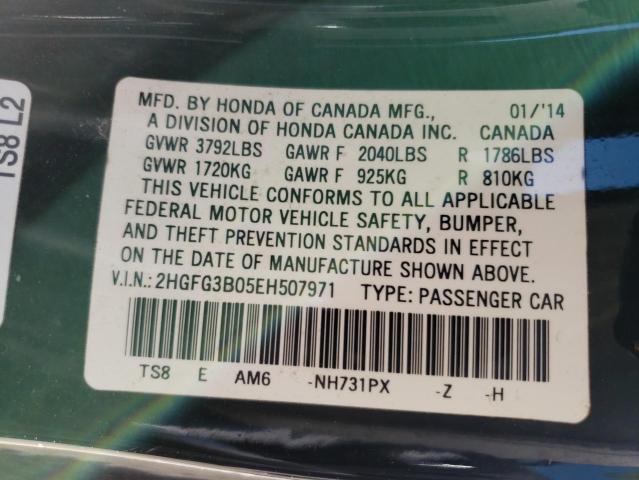 TS8 L2
MFD. BY HONDA OF CANADA MFG., 01/'14
A DIVISION OF HONDA CANADA INC. CANADA
GVWR 3792LBS GAWR F 2040LBS R 1786LBS
GVWR 1720KG GAWR F 925KG R 810KG
THIS VEHICLE CONFORMS TO ALL APPLICABLE
FEDERAL MOTOR VEHICLE SAFETY, BUMPER,
AND THEFT PREVENTION STANDARDS IN EFFECT
ON THE DATE OF MANUFACTURE SHOWN ABOVE.
V.I.N.: 2HGFG3B05EH507971 TYPE: PASSENGER CAR
TS8 E AM6 -NH731PX -Z -H